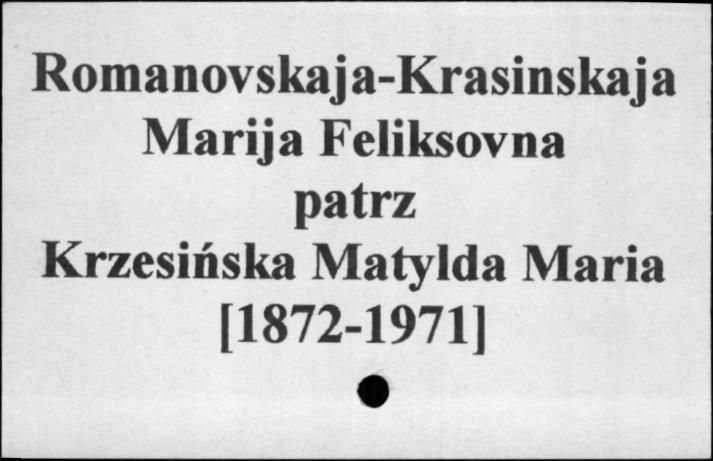 Romanovskaja-Krasinskaja
Marija Feliksovna
patrz
Krzesińska Matylda Maria
[1872-1971]